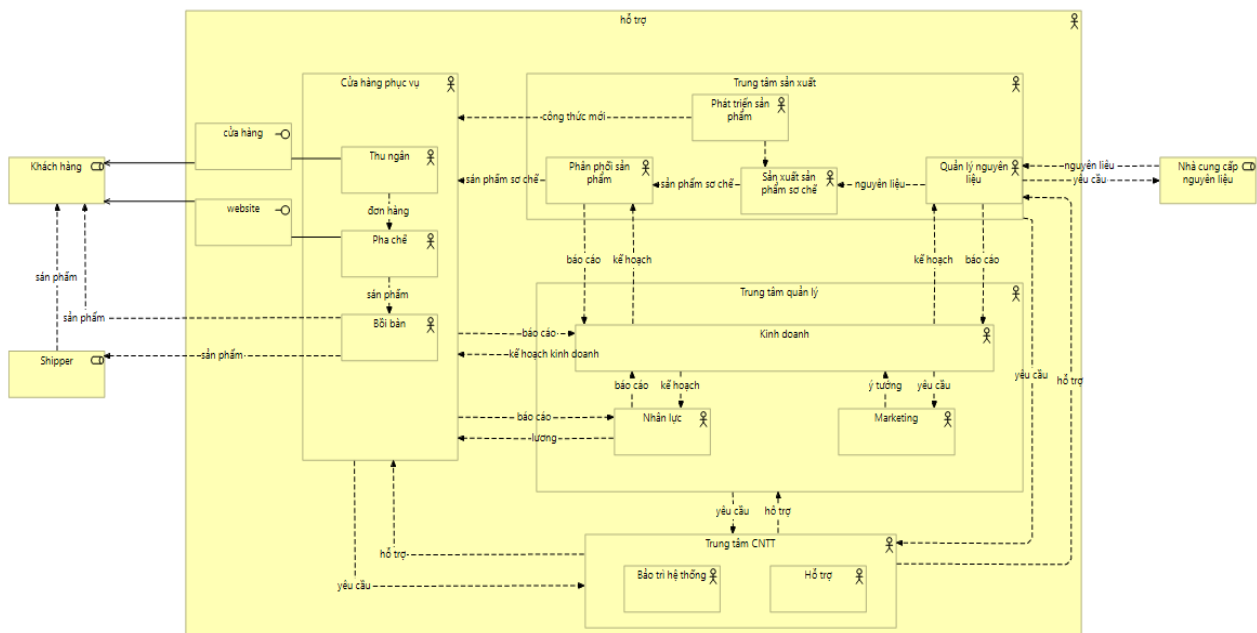 hỗ trợ
Cửa hàng phục vụ
Trung tâm sản xuất
Phát triển sản
phẩm
công thức mới
cửa hàng
Thu ngân
Khách hàng
Phân phối sản
phẩm
Sản xuất sản
phẩm sơ chế
Quản lý nguyên
liệu
nguyên liệu
yêu cầu
Nhà cung cấp
nguyên liệu
sản phẩm sơ chế
sản phẩm sơ chế
nguyên liệu
website
đơn hàng
Pha chế
báo cáo
kế hoạch
kế hoạch
báo cáo
sản phẩm
sản phẩm
Trung tâm quản lý
sản phẩm
Bồi bàn
báo cáo
Kinh doanh
Shipper
sản phẩm
kế hoạch kinh doanh
yêu cầu
hỗ trợ
báo cáo
kế hoạch
ý tưởng
yêu cầu
báo cáo
Nhân lực
Marketing
lương
yêu cầu
hỗ trợ
Trung tâm CNTT
hỗ trợ
Bảo trì hệ thống
Hỗ trợ
yêu cầu